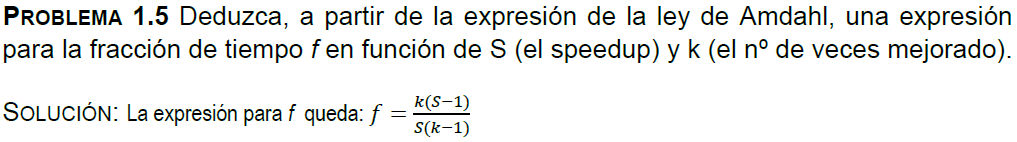 PROBLEMA 1.5 Deduzca, a partir de la expresión de la ley de Amdahl, una expresión
para la fracción de tiempo f en función de S (el speedup) y k (el nº de veces mejorado).
SOLUCIÓN: La expresión para f queda: f = k(S−1)/S(k−1)